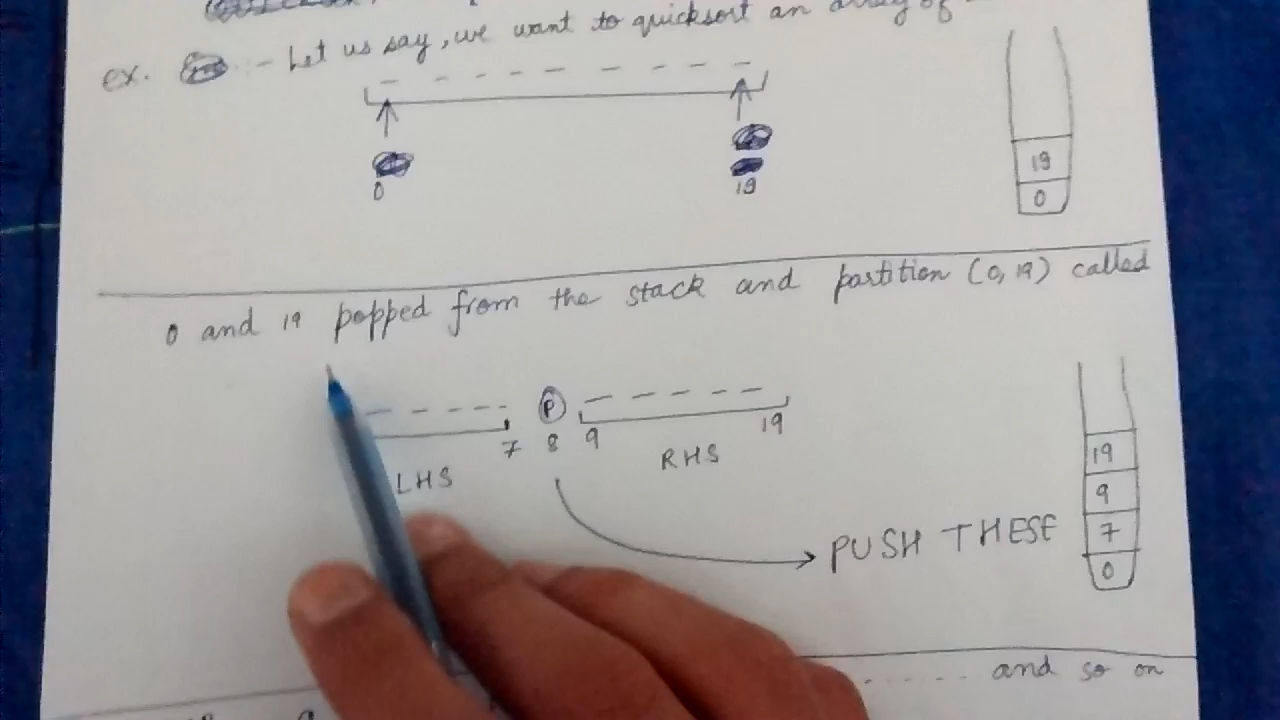 ex. - Let us say, we want to quicksort an array of
0 19
19
0
0 and 19 popped from the stack and partition (0, 19) called
P
7 8 9 19
LHS RHS
PUSH THESE
19
9
7
0
and so on